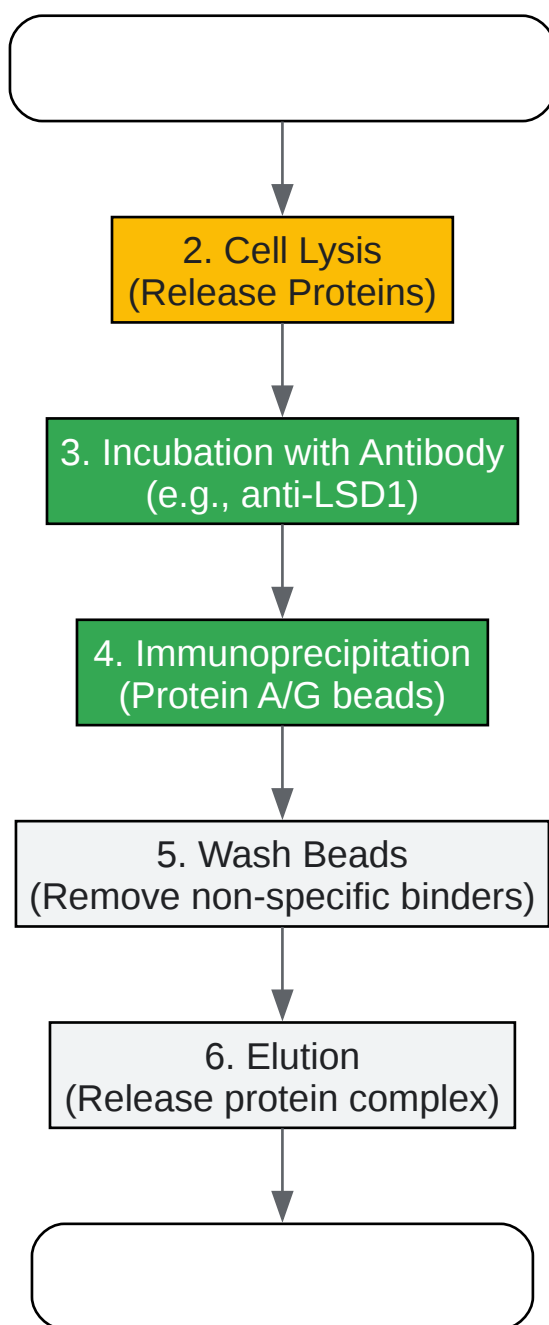 2. Cell Lysis
(Release Proteins)
3. Incubation with Antibody
(e.g., anti-LSD1)
4. Immunoprecipitation
(Protein A/G beads)
5. Wash Beads
(Remove non-specific binders)
6. Elution
(Release protein complex)